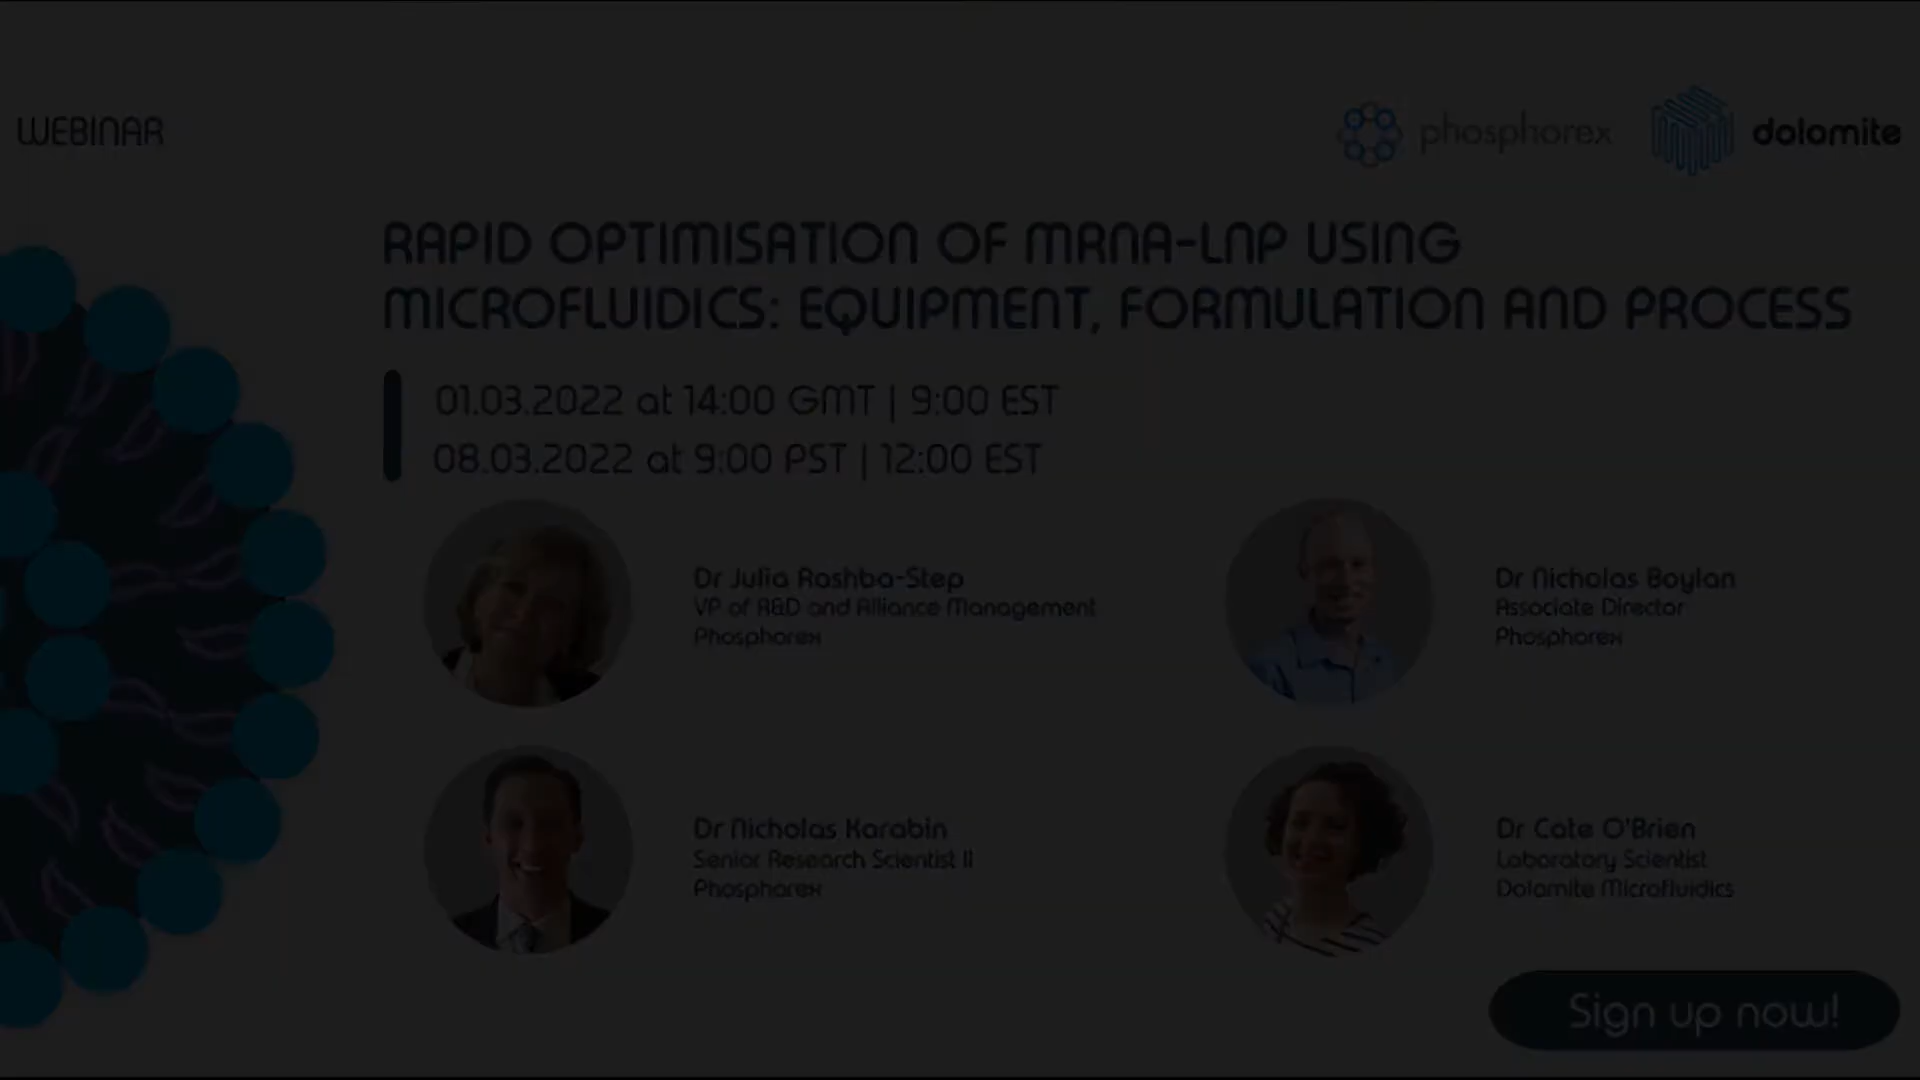 WEBINAR
phosphorex
dolomite
RAPID OPTIMISATION OF MRNA-LNP USING
MICROFLUIDICS: EQUIPMENT, FORMULATION AND PROCESS
01.03.2022 at 14:00 GMT | 9:00 EST
08.03.2022 at 9:00 PST | 12:00 EST
Dr Julia Rashba-Step
VP of R&D and Alliance Management
Phosphorex
Dr Nicholas Boylan
Associate Director
Phosphorex
Dr Nicholas Karabin
Senior Research Scientist II
Phosphorex
Dr Cate O'Brien
Laboratory Scientist
Dolomite Microfluidics
Sign up now!